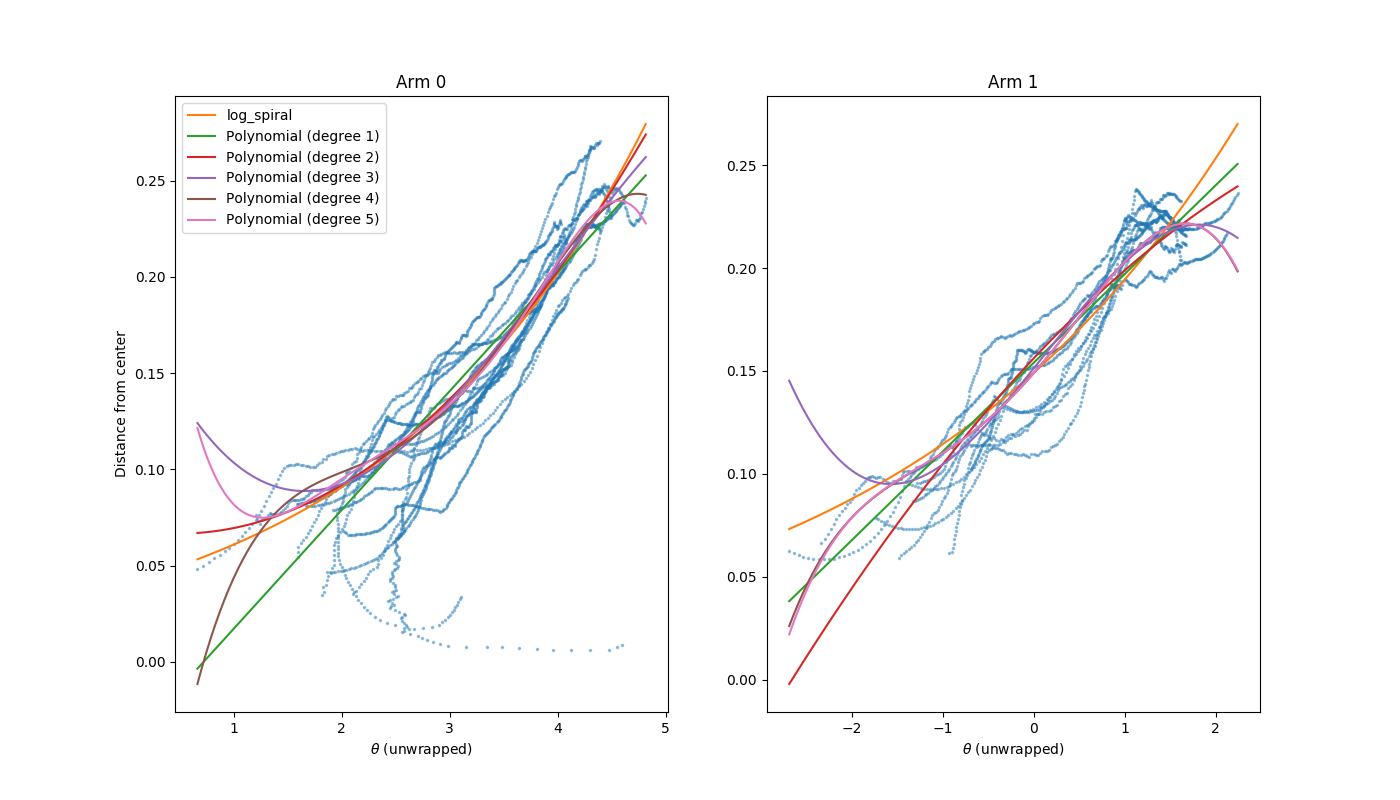 Arm 0
Arm 1
log_spiral
Polynomial (degree 1)
Polynomial (degree 2)
Polynomial (degree 3)
Polynomial (degree 4)
Polynomial (degree 5)
Distance from center
0.25
0.20
0.15
0.10
0.05
0.00
1 2 3 4 5
θ (unwrapped)
0.25
0.20
0.15
0.10
0.05
0.00
−2 −1 0 1 2
θ (unwrapped)